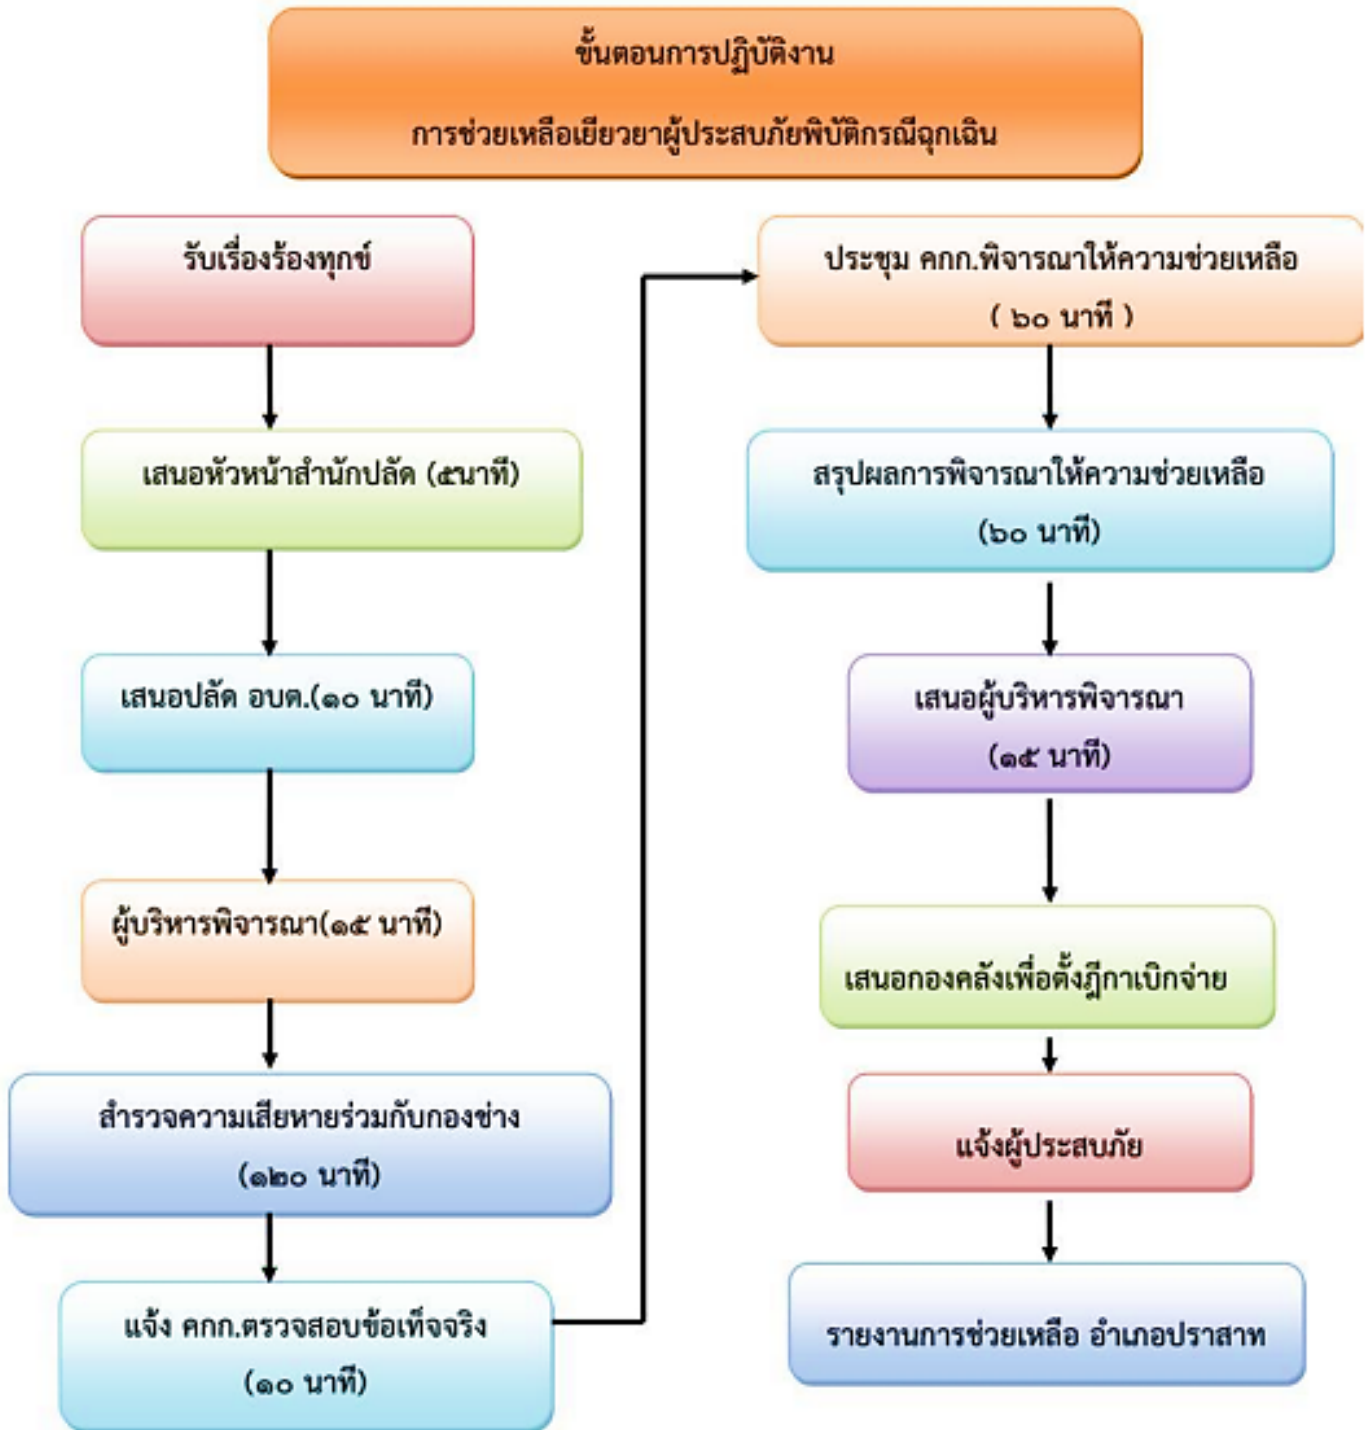 ขั้นตอนการปฏิบัติงาน
การช่วยเหลือเยียวยาผู้ประสบภัยพิบัติกรณีฉุกเฉิน
รับเรื่องร้องทุกข์
เสนอหัวหน้าสำนักปลัด (๕นาที)
เสนอปลัด อบต.(๑๐ นาที)
ผู้บริหารพิจารณา(๑๕ นาที)
สำรวจความเสียหายร่วมกับกองช่าง
(๑๒๐ นาที)
แจ้ง คกก.ตรวจสอบข้อเท็จจริง
(๑๐ นาที)
ประชุม คกก.พิจารณาให้ความช่วยเหลือ
( ๖๐ นาที )
สรุปผลการพิจารณาให้ความช่วยเหลือ
(๖๐ นาที)
เสนอผู้บริหารพิจารณา
(๑๕ นาที)
เสนอกองคลังเพื่อตั้งฎีกาเบิกจ่าย
แจ้งผู้ประสบภัย
รายงานการช่วยเหลือ อำเภอปราสาท